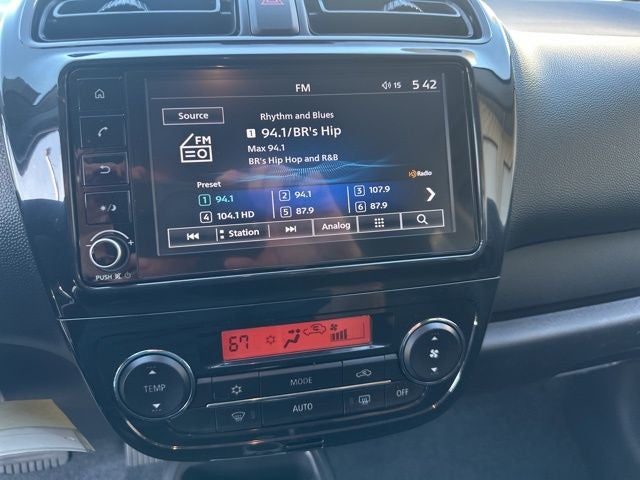 FM
15
5 42
Source
Rhythm and Blues
1 94.1/BR's Hip
FM
Max 94.1
BR's Hip Hop and R&B
HD Radio
Preset
1 94.1
2 94.1
3 107.9
4 104.1 HD
5 87.9
6 87.9
Station
Analog
PUSH
67
TEMP
MODE
AUTO
OFF